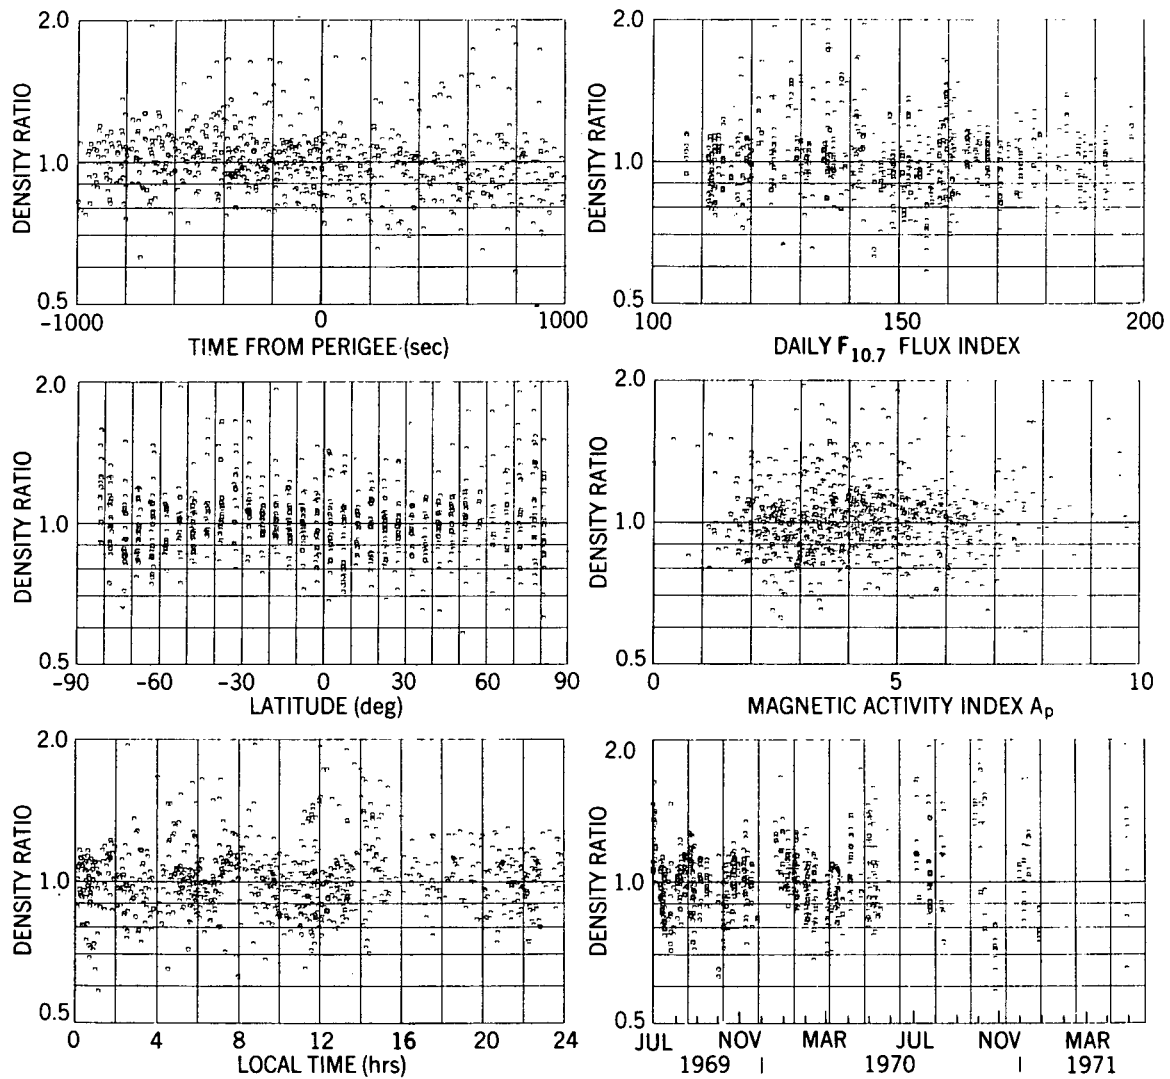 2.0
1.0
0.5
DENSITY RATIO
-1000 0 1000
TIME FROM PERIGEE (sec)
2.0
1.0
0.5
DENSITY RATIO
100 150 200
DAILY F10.7 FLUX INDEX
2.0
1.0
0.5
DENSITY RATIO
-90 -60 -30 0 30 60 90
LATITUDE (deg)
2.0
1.0
0.5
DENSITY RATIO
0 5 10
MAGNETIC ACTIVITY INDEX Ap
2.0
1.0
0.5
DENSITY RATIO
0 4 8 12 16 20 24
LOCAL TIME (hrs)
2.0
1.0
0.5
DENSITY RATIO
JUL NOV MAR JUL NOV MAR
1969 | 1970 | 1971